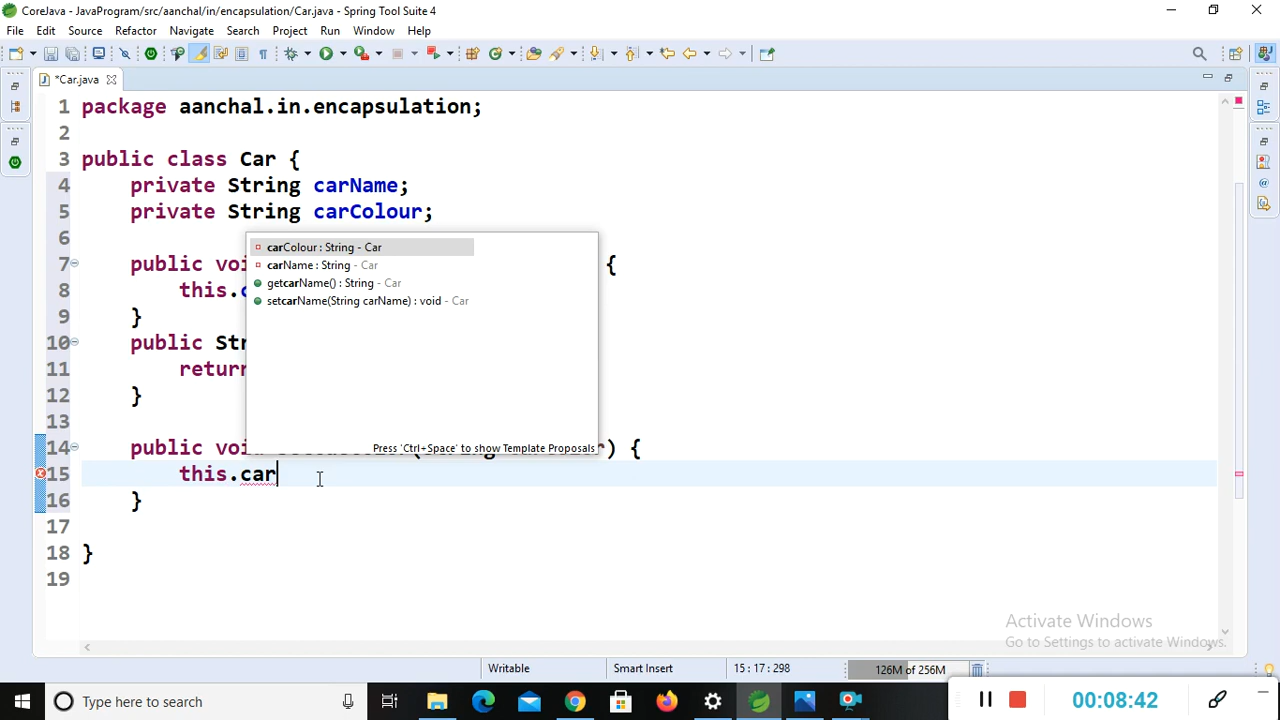 CoreJava - JavaProgram/src/aanchal/in/encapsulation/Car.java - Spring Tool Suite 4
File Edit Source Refactor Navigate Search Project Run Window Help
*Car.java
1 package aanchal.in.encapsulation;
2
3 public class Car {
4 private String carName;
5 private String carColour;
6
carColour : String - Car
7 public {
carName : String - Car
getcarName() : String - Car
8 this.
setcarName(String carName) : void - Car
9 }
10 public
11 return
12 }
13
14 public ) {
Press 'Ctrl+Space' to show Template Proposals
15 this.car
16 }
17
18 }
19
Activate Windows
Go to Settings to activate Windows.
Writable Smart Insert 15 : 17 : 298 126M of 256M
Type here to search
00:08:42